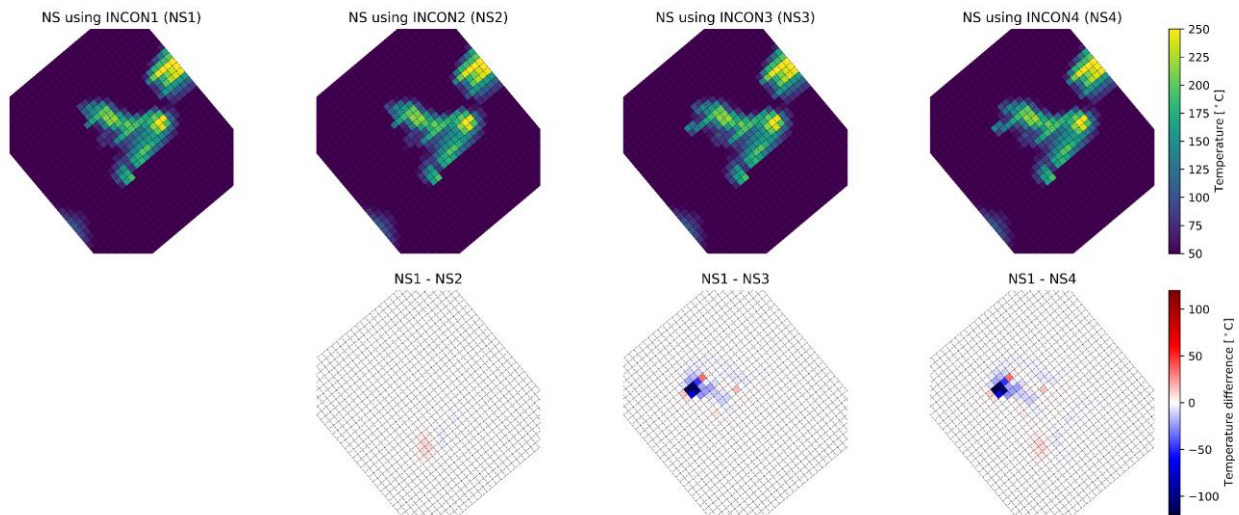 NS using INCON1 (NS1)
NS using INCON2 (NS2)
NS using INCON3 (NS3)
NS using INCON4 (NS4)
250
225
200
175
150
125
100
75
50
Temperature [°C]
NS1 - NS2
NS1 - NS3
NS1 - NS4
100
50
0
−50
−100
Temperature differrence [°C]